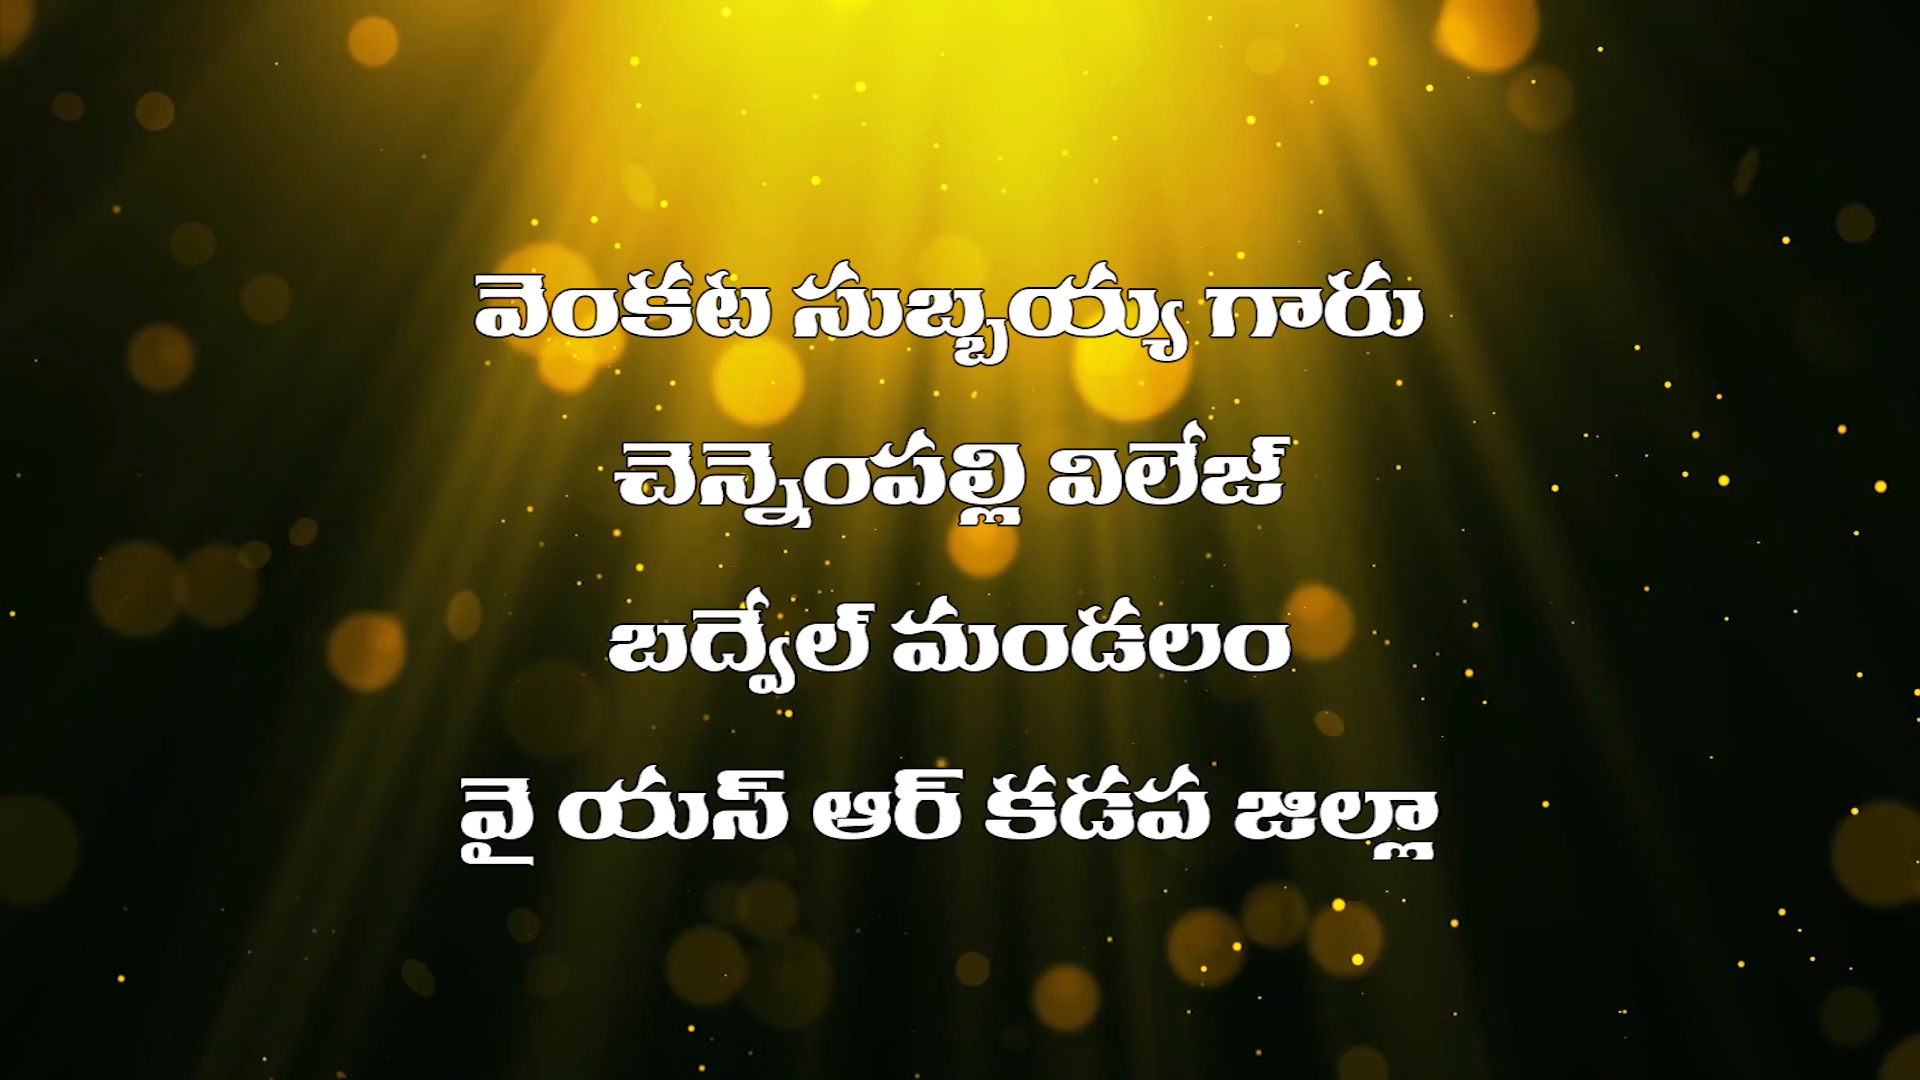 వెంకట సుబ్బయ్య గారు
చెన్నెంపల్లి విలేజ్
బద్వేల్ మండలం
వై యస్ ఆర్ కడప జిల్లా